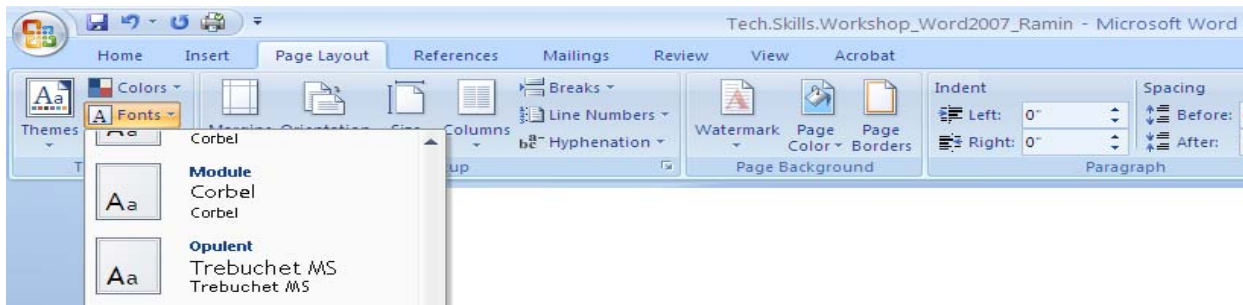 Tech.Skills.Workshop_Word2007_Ramin - Microsoft Word
Home Insert Page Layout References Mailings Review View Acrobat
Aa Themes
Colors
A Fonts
Columns
Breaks
Line Numbers
Hyphenation
Watermark
Page Color
Page Borders
Page Background
Indent
Left: 0"
Right: 0"
Spacing
Before:
After:
Paragraph
Corbel
Aa
Module
Corbel
Corbel
Aa
Opulent
Trebuchet MS
Trebuchet MS